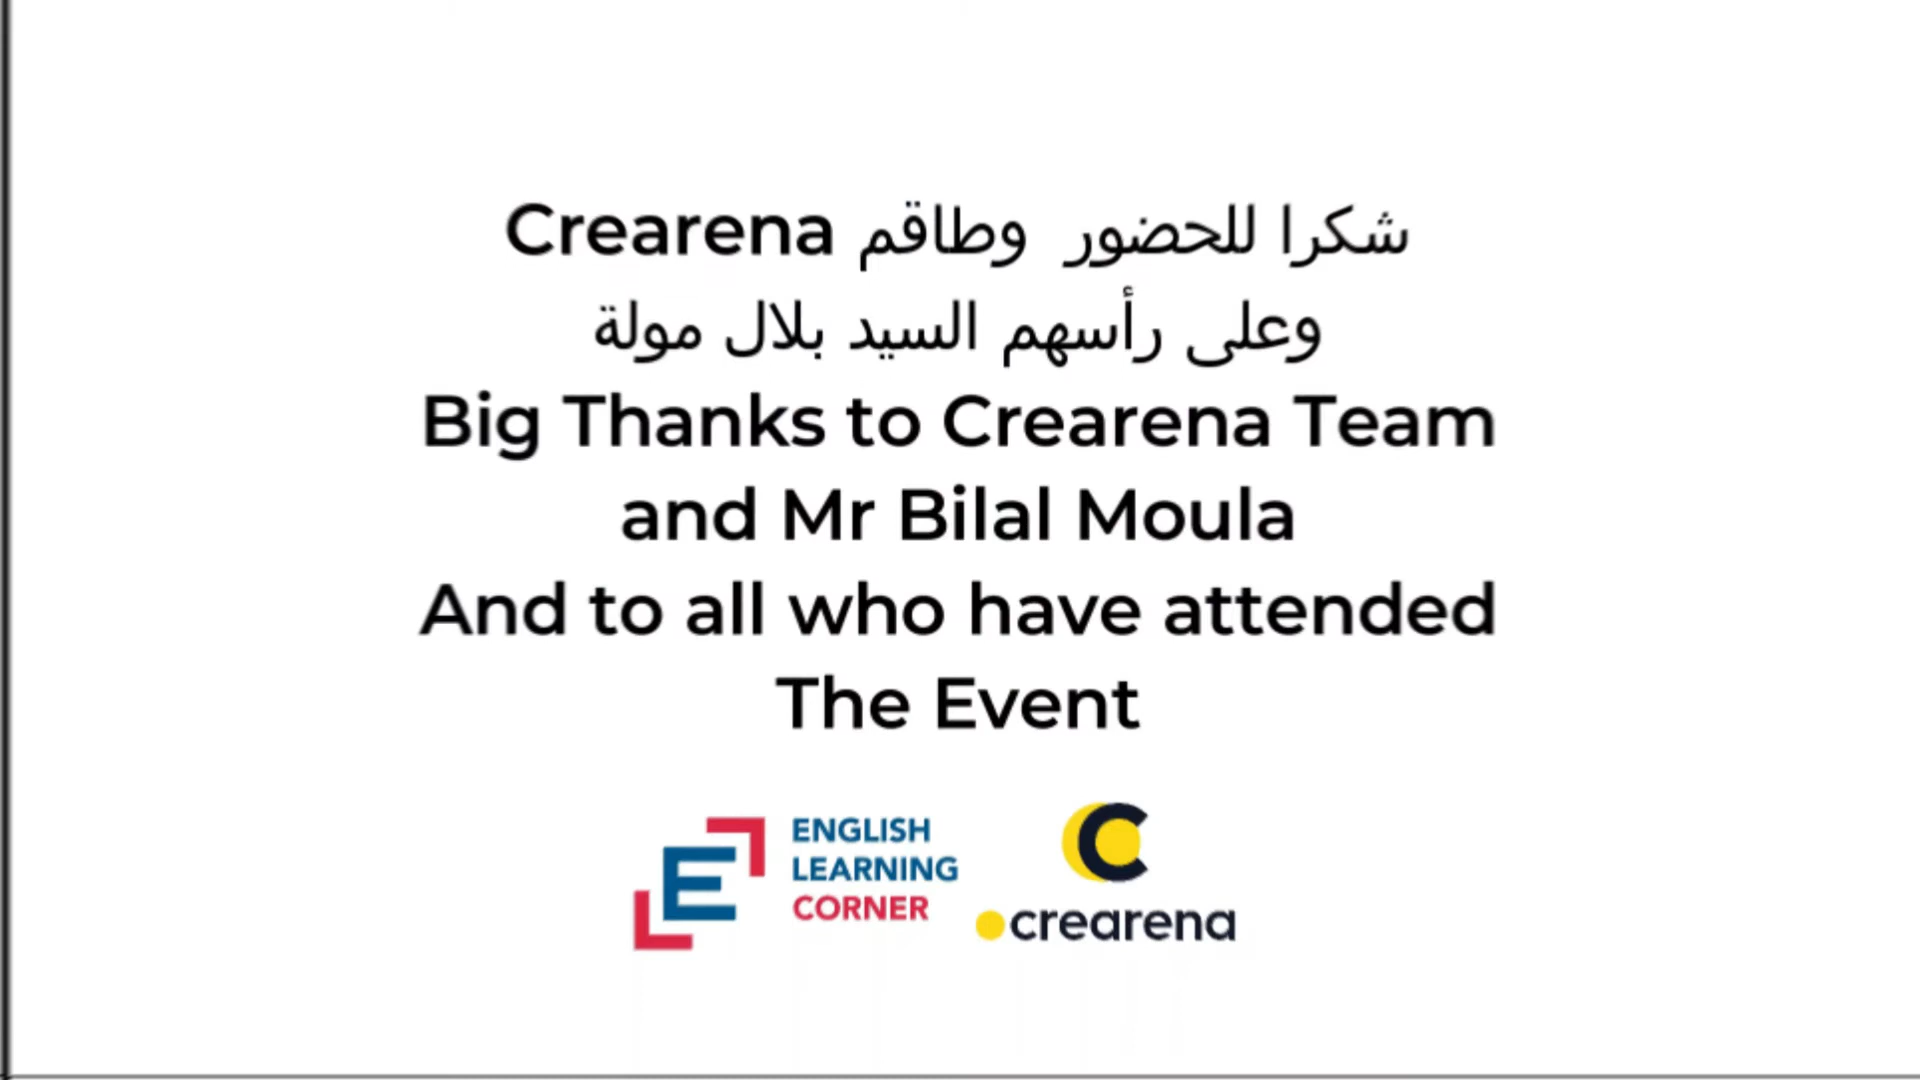 شكرا للحضور وطاقم Crearena
وعلى رأسهم السيد بلال مولة
Big Thanks to Crearena Team
and Mr Bilal Moula
And to all who have attended
The Event
ENGLISH
LEARNING
CORNER
crearena